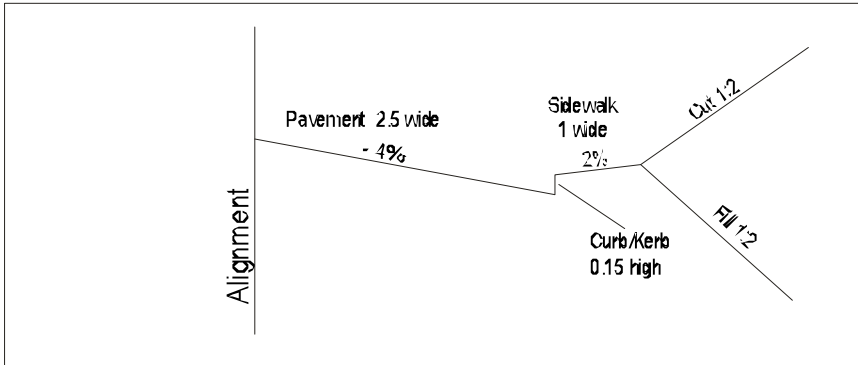 Pavement 2.5 wide
- 4%
Sidewalk
1 wide
2%
Cut 1:2
Fill 1:2
Curb/Kerb
0.15 high
Alignment